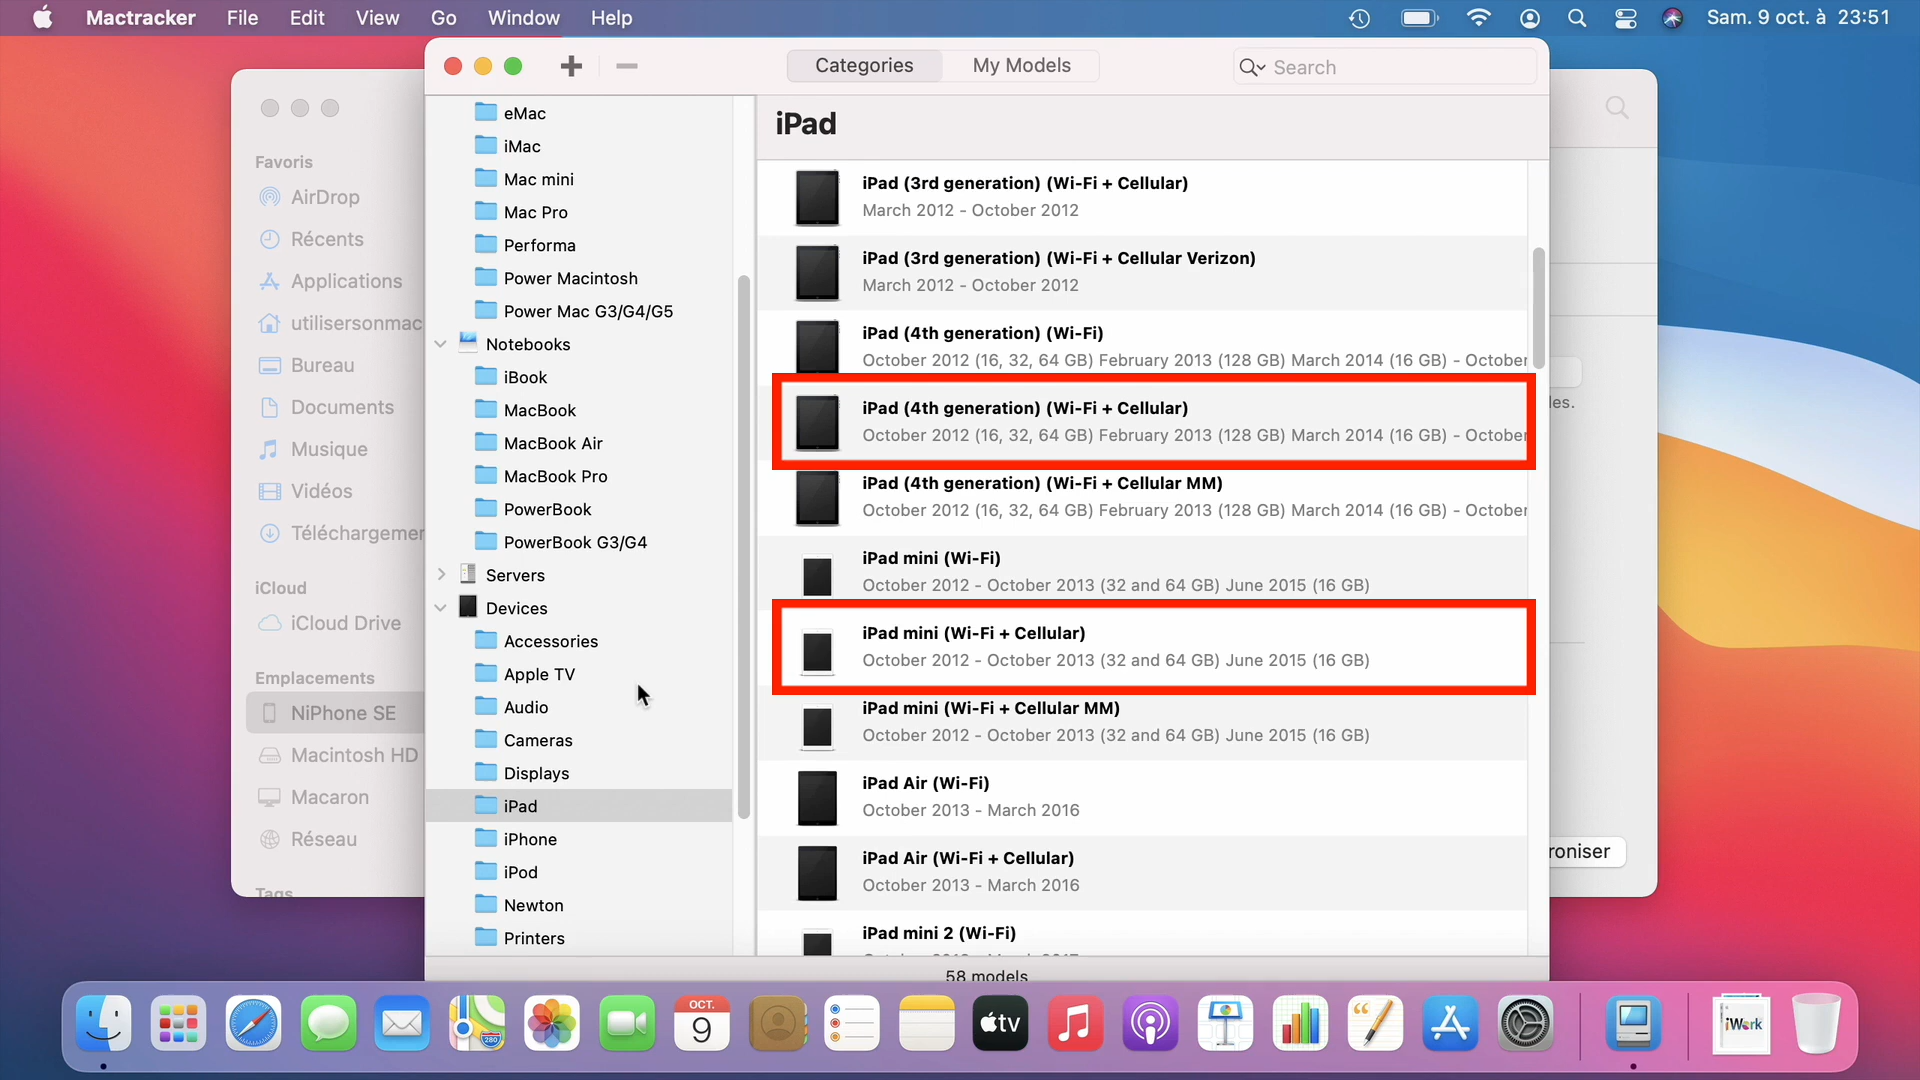 Mactracker File Edit View Go Window Help Sam. 9 oct. à 23:51
Categories My Models Search
Favoris
AirDrop
Récents
Applications
utilisersonmac
Bureau
Documents
Musique
Vidéos
Téléchargemen
iCloud
iCloud Drive
Emplacements
NiPhone SE
Macintosh HD
Macaron
Réseau
Tags
eMac
iMac
Mac mini
Mac Pro
Performa
Power Macintosh
Power Mac G3/G4/G5
Notebooks
iBook
MacBook
MacBook Air
MacBook Pro
PowerBook
PowerBook G3/G4
Servers
Devices
Accessories
Apple TV
Audio
Cameras
Displays
iPad
iPhone
iPod
Newton
Printers
iPad
iPad (3rd generation) (Wi-Fi + Cellular)
March 2012 - October 2012
iPad (3rd generation) (Wi-Fi + Cellular Verizon)
March 2012 - October 2012
iPad (4th generation) (Wi-Fi)
October 2012 (16, 32, 64 GB) February 2013 (128 GB) March 2014 (16 GB) - October
iPad (4th generation) (Wi-Fi + Cellular)
October 2012 (16, 32, 64 GB) February 2013 (128 GB) March 2014 (16 GB) - October
iPad (4th generation) (Wi-Fi + Cellular MM)
October 2012 (16, 32, 64 GB) February 2013 (128 GB) March 2014 (16 GB) - October
iPad mini (Wi-Fi)
October 2012 - October 2013 (32 and 64 GB) June 2015 (16 GB)
iPad mini (Wi-Fi + Cellular)
October 2012 - October 2013 (32 and 64 GB) June 2015 (16 GB)
iPad mini (Wi-Fi + Cellular MM)
October 2012 - October 2013 (32 and 64 GB) June 2015 (16 GB)
iPad Air (Wi-Fi)
October 2013 - March 2016
iPad Air (Wi-Fi + Cellular)
October 2013 - March 2016
iPad mini 2 (Wi-Fi)
58 models
les.
roniser
OCT.
9
280
tv
iWork